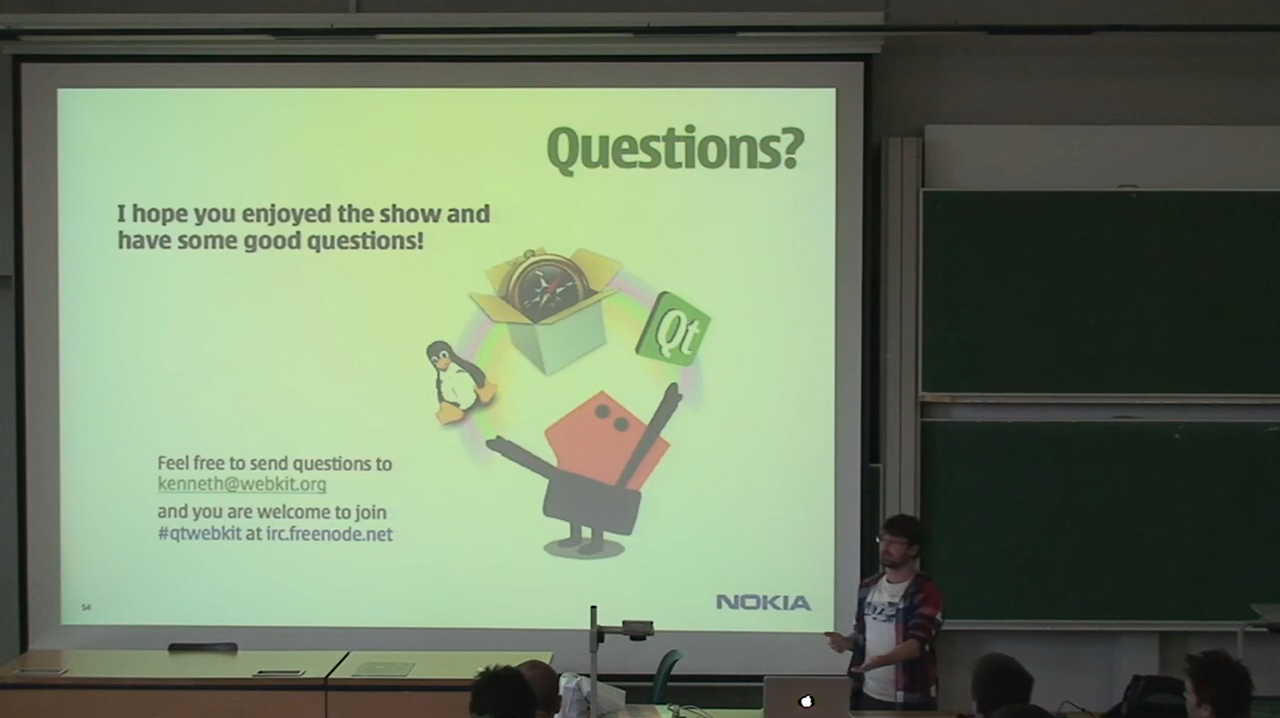 Questions?
I hope you enjoyed the show and
have some good questions!
Qt
Feel free to send questions to
kenneth@webkit.org
and you are welcome to join
#qtwebkit at irc.freenode.net
54
NOKIA